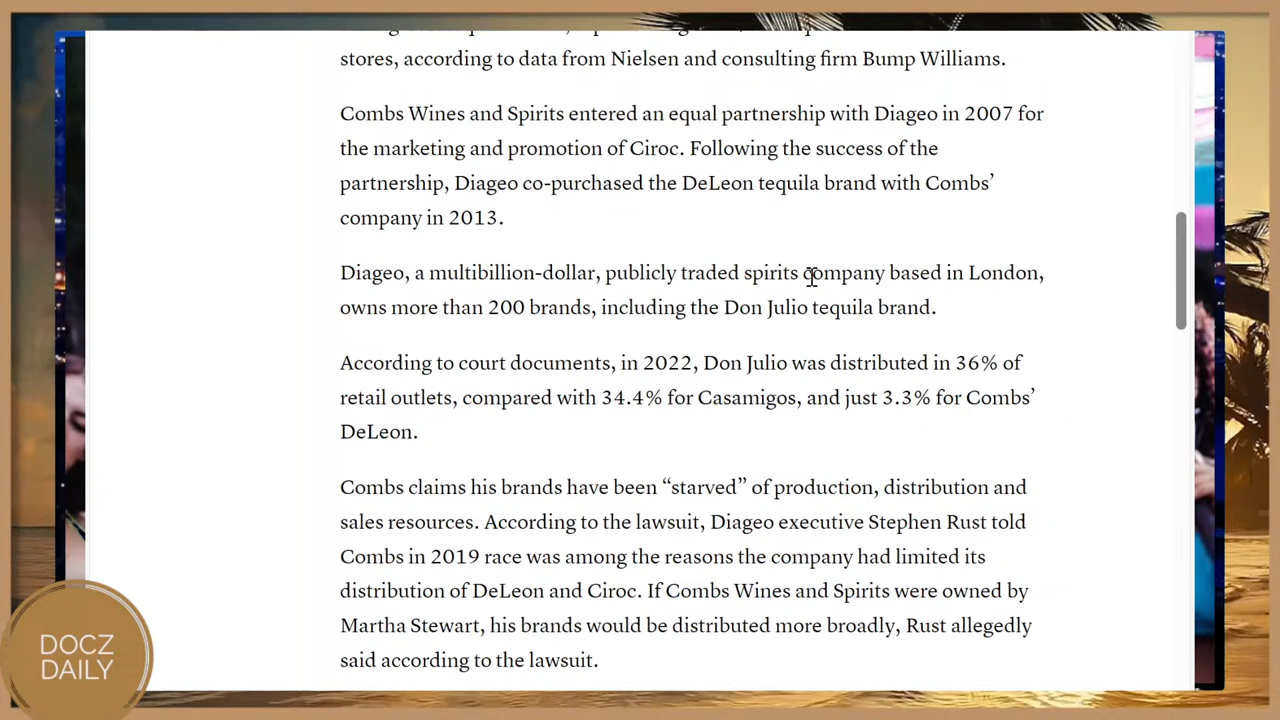 stores, according to data from Nielsen and consulting firm Bump Williams.
Combs Wines and Spirits entered an equal partnership with Diageo in 2007 for
the marketing and promotion of Ciroc. Following the success of the
partnership, Diageo co-purchased the DeLeon tequila brand with Combs’
company in 2013.
Diageo, a multibillion-dollar, publicly traded spirits company based in London,
owns more than 200 brands, including the Don Julio tequila brand.
According to court documents, in 2022, Don Julio was distributed in 36% of
retail outlets, compared with 34.4% for Casamigos, and just 3.3% for Combs’
DeLeon.
Combs claims his brands have been “starved” of production, distribution and
sales resources. According to the lawsuit, Diageo executive Stephen Rust told
Combs in 2019 race was among the reasons the company had limited its
distribution of DeLeon and Ciroc. If Combs Wines and Spirits were owned by
Martha Stewart, his brands would be distributed more broadly, Rust allegedly
said according to the lawsuit.
DOCZ
DAILY